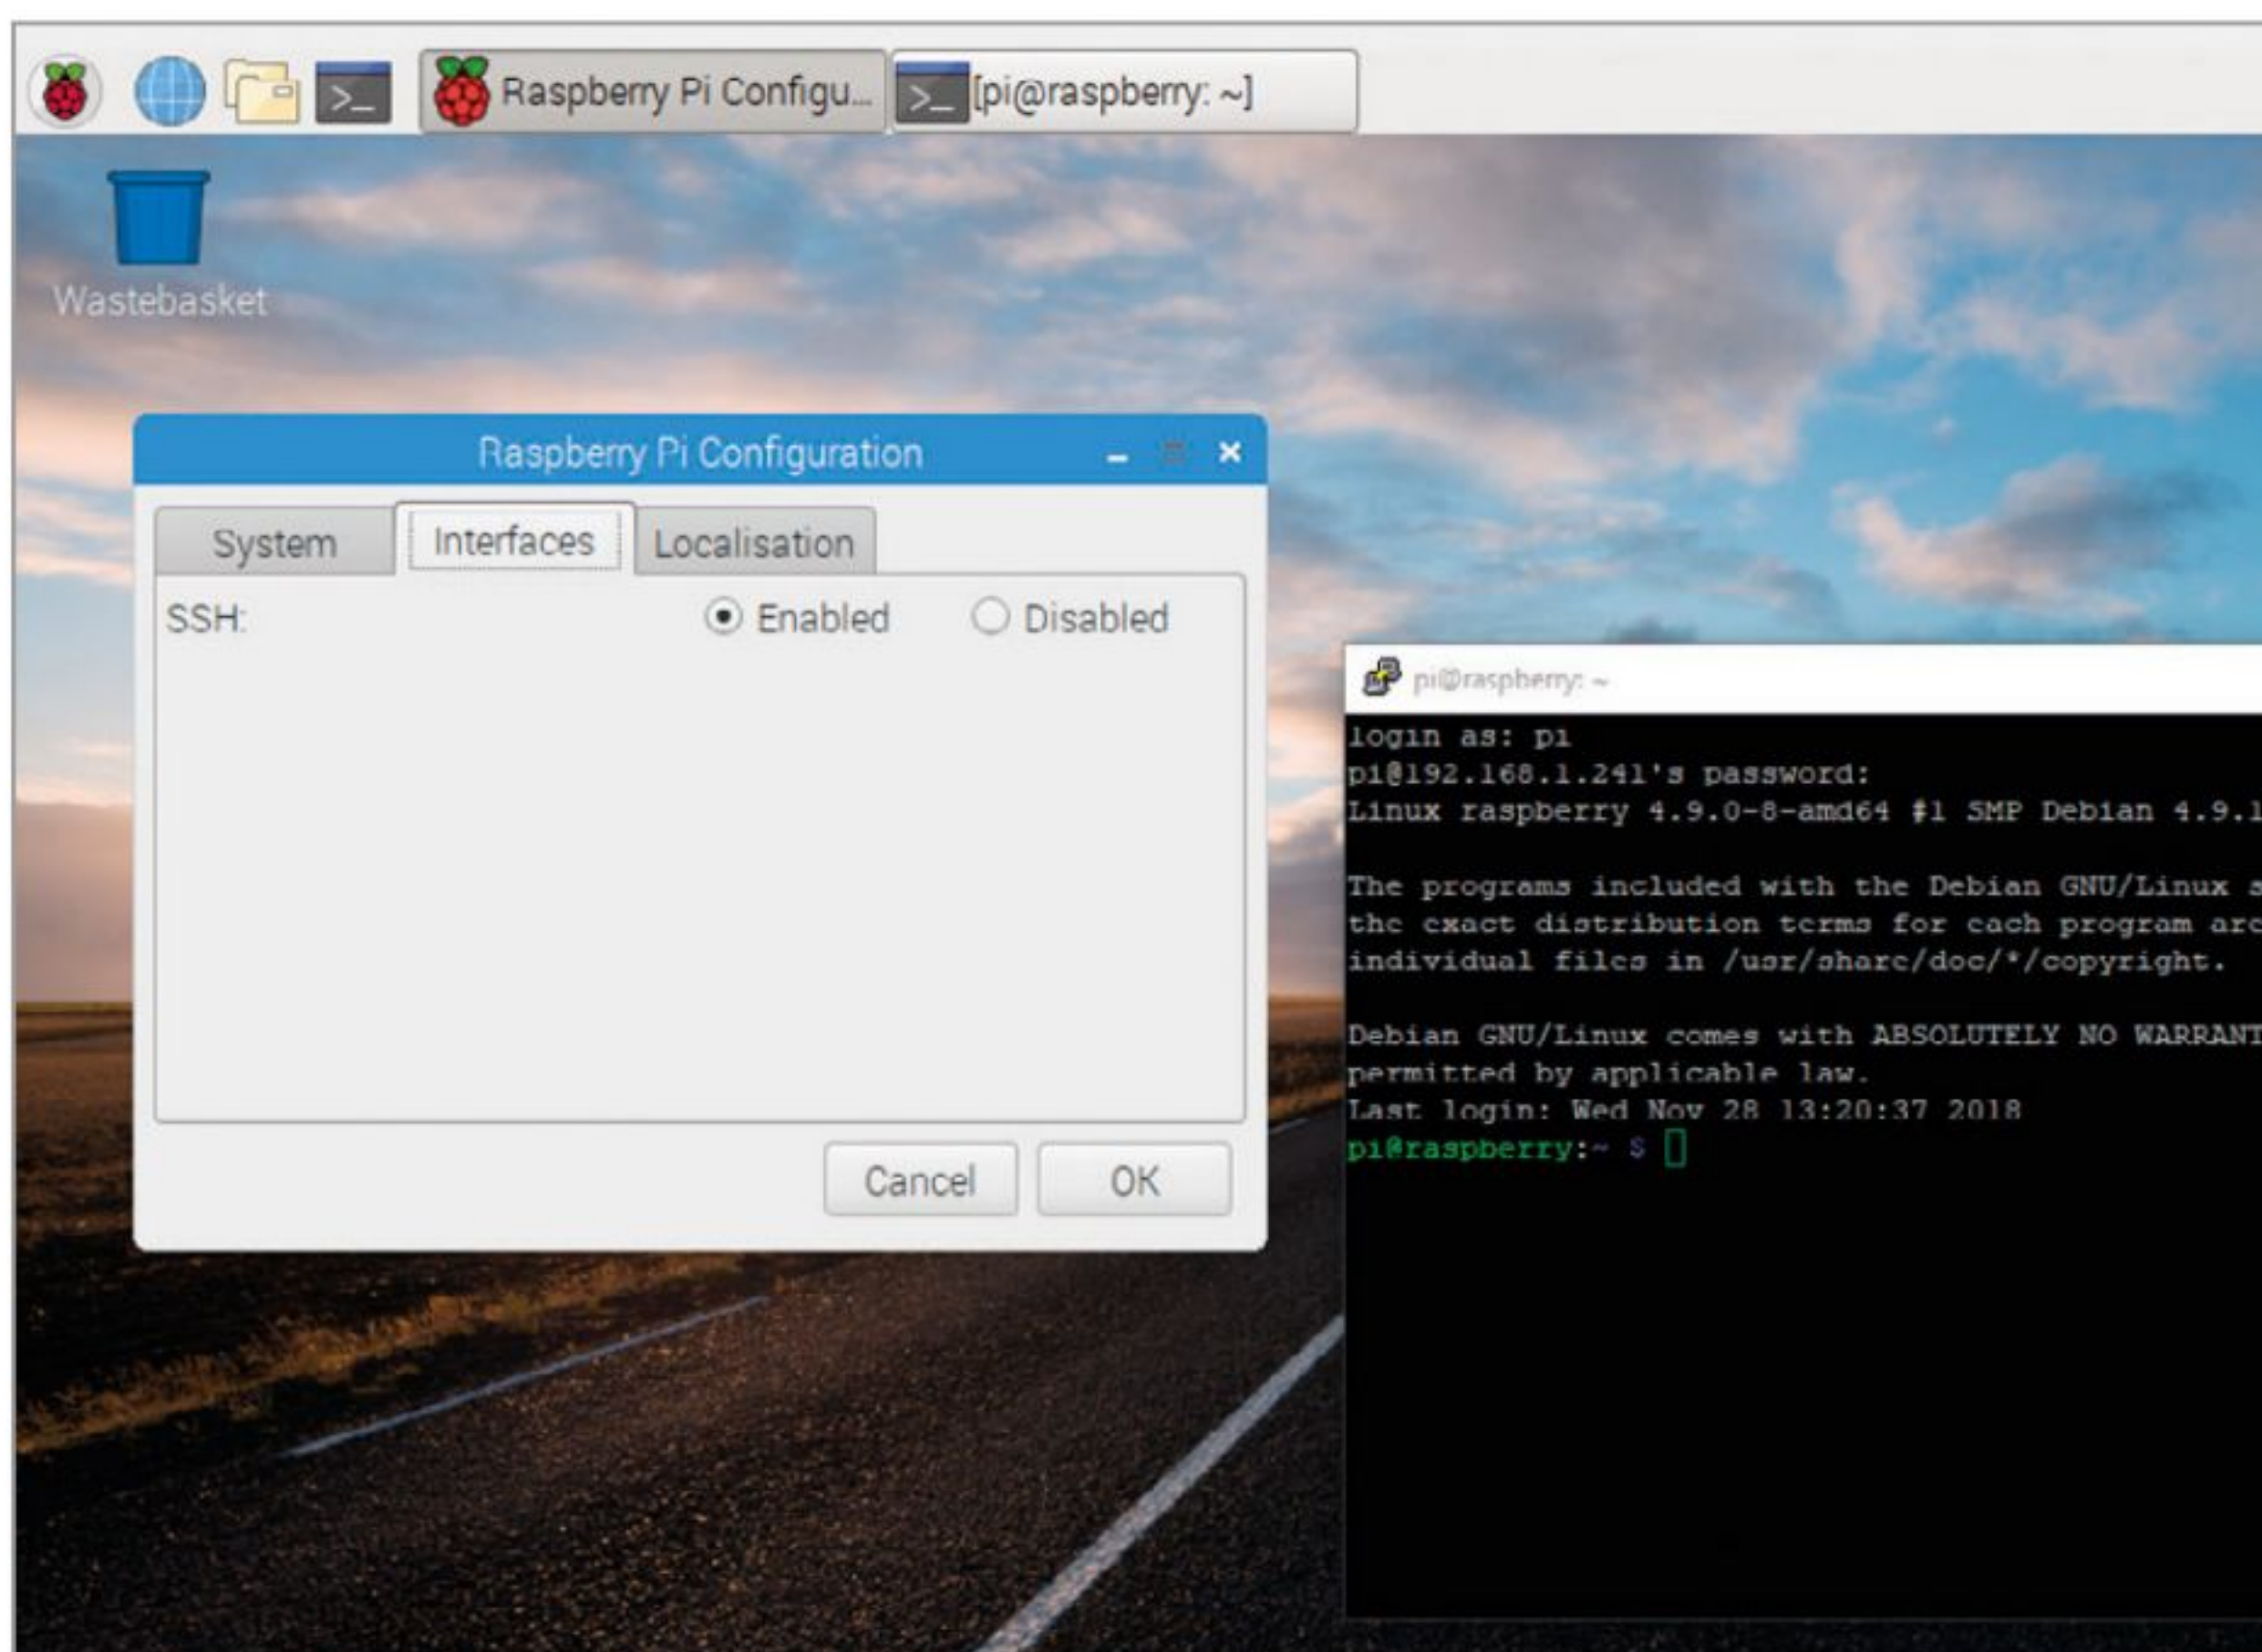 Raspberry Pi Configu...
[pi@raspberry: ~]
Wastebasket
Raspberry Pi Configuration
System
Interfaces
Localisation
SSH:
Enabled
Disabled
Cancel
OK
pi@raspberry: ~
login as: pi
pi@192.168.1.241's password:
Linux raspberry 4.9.0-8-amd64 #1 SMP Debian 4.9.1
The programs included with the Debian GNU/Linux s
the exact distribution terms for each program are
individual files in /usr/share/doc/*/copyright.
Debian GNU/Linux comes with ABSOLUTELY NO WARRANT
permitted by applicable law.
Last login: Wed Nov 28 13:20:37 2018
pi@raspberry:~ $